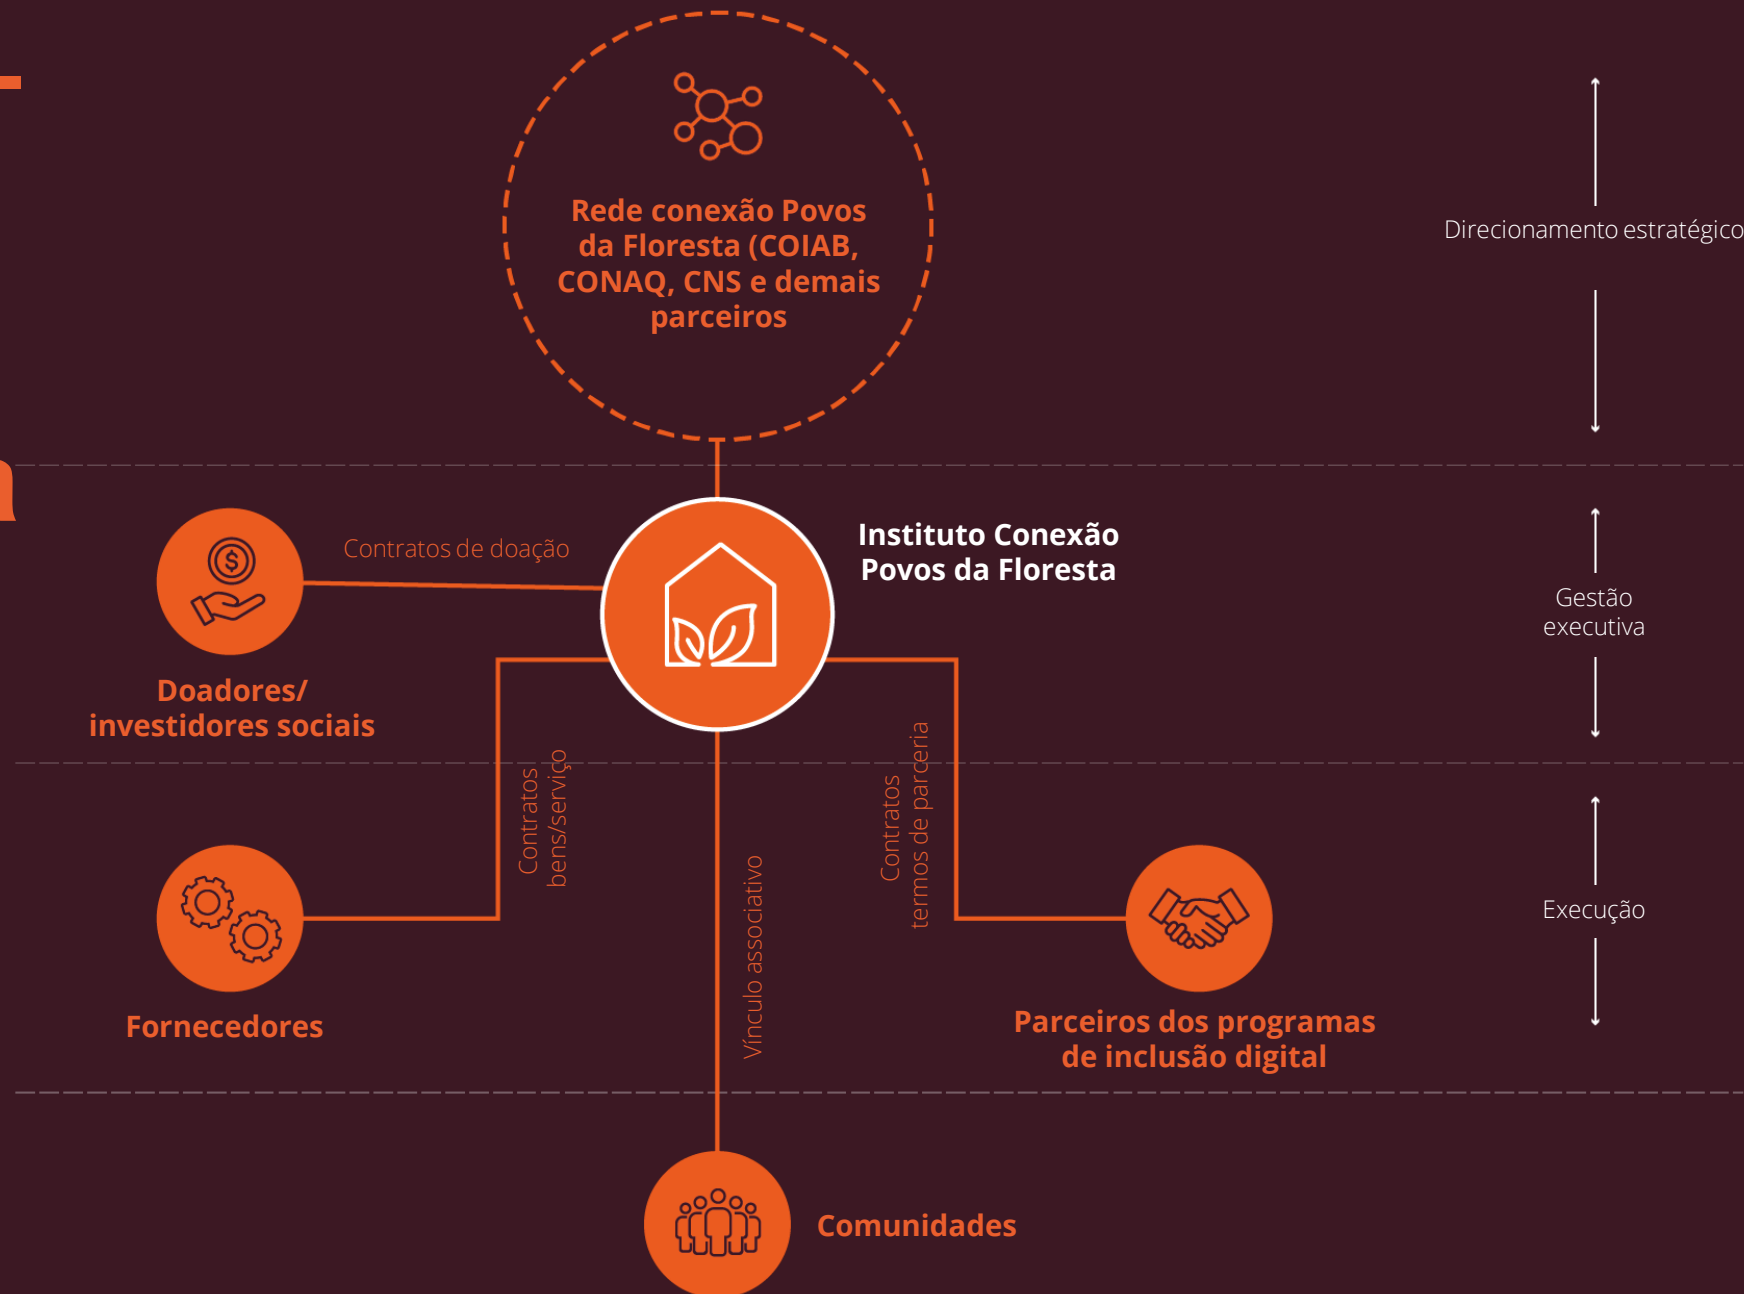 Rede conexão Povos
da Floresta (COIAB,
CONAQ, CNS e demais
parceiros
Direcionamento estratégico
Contratos de doação
Instituto Conexão
Povos da Floresta
Gestão
executiva
Doadores/
investidores sociais
Contratos
bens/serviço
Vínculo associativo
Contratos
termos de parceria
Execução
Fornecedores
Parceiros dos programas
de inclusão digital
Comunidades